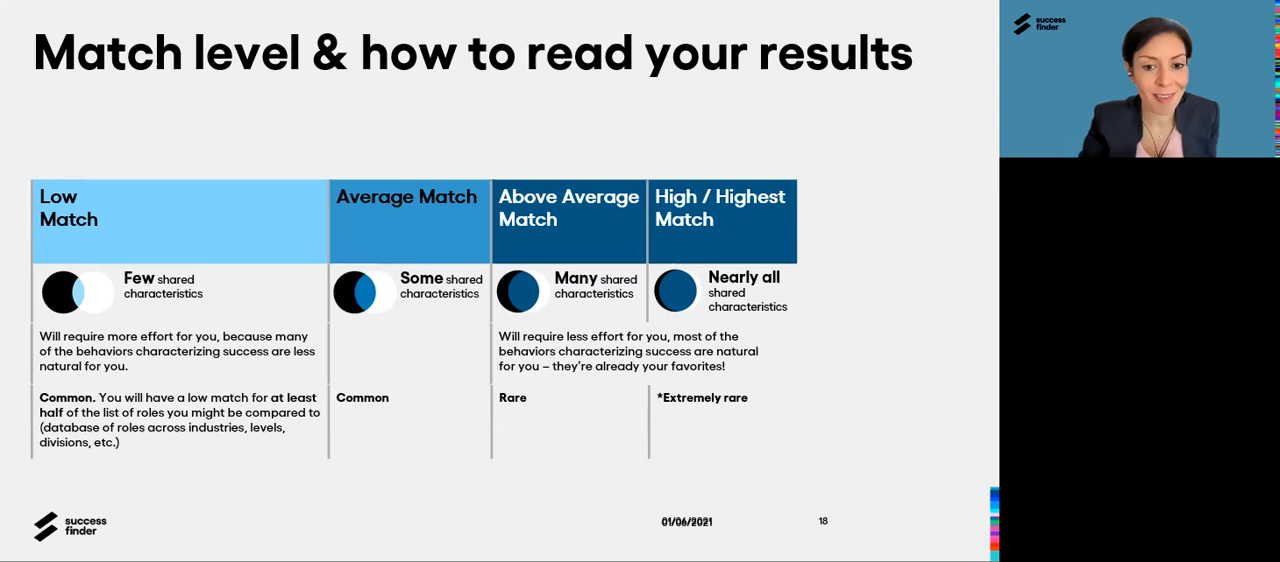 Match level & how to read your results
success
finder
Low
Match
Average Match
Above Average
Match
High / Highest
Match
Few shared
characteristics
Some shared
characteristics
Many shared
characteristics
Nearly all
shared
characteristics
Will require more effort for you, because many
of the behaviors characterizing success are less
natural for you.
Will require less effort for you, most of the
behaviors characterizing success are natural
for you – they're already your favorites!
Common. You will have a low match for at least
half of the list of roles you might be compared to
(database of roles across industries, levels,
divisions, etc.)
Common
Rare
*Extremely rare
success
finder
01/06/2021
18